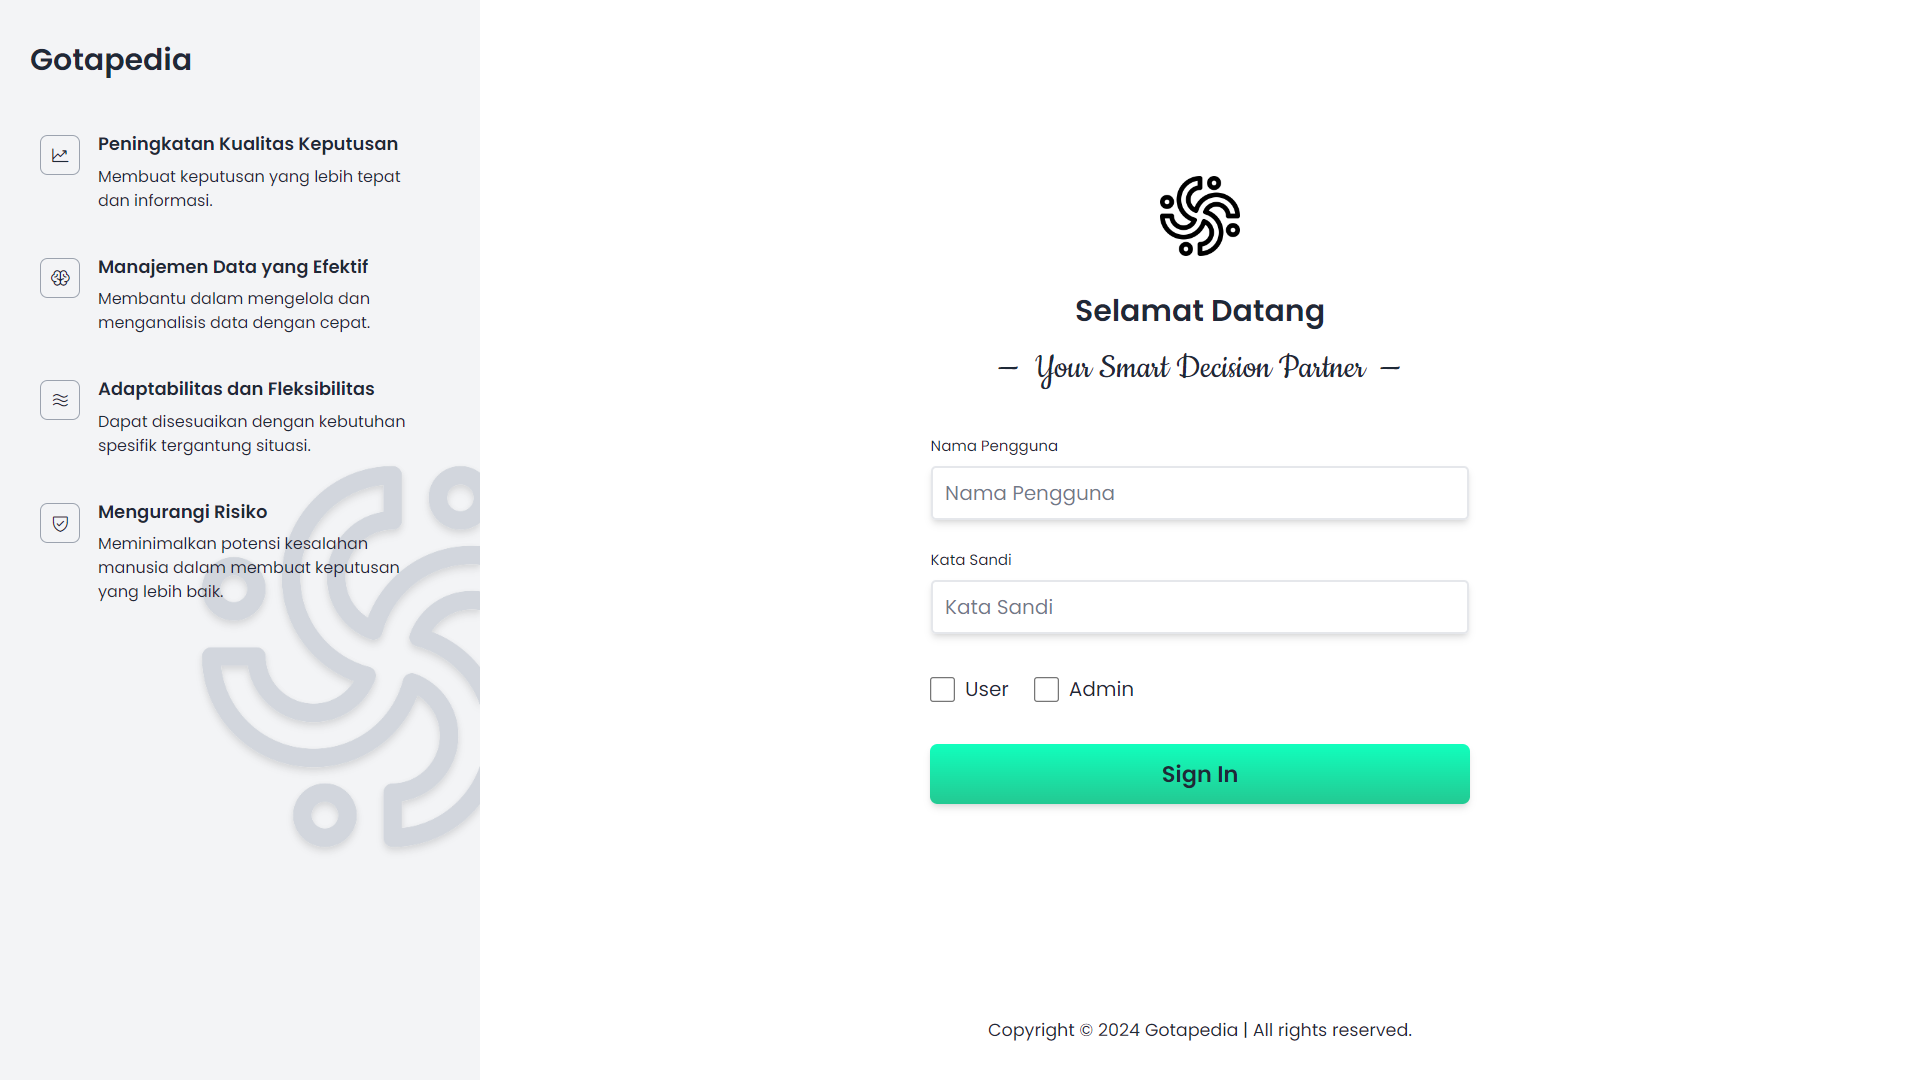 Gotapedia
Peningkatan Kualitas Keputusan
Membuat keputusan yang lebih tepat
dan informasi.
Manajemen Data yang Efektif
Membantu dalam mengelola dan
menganalisis data dengan cepat.
Adaptabilitas dan Fleksibilitas
Dapat disesuaikan dengan kebutuhan
spesifik tergantung situasi.
Mengurangi Risiko
Meminimalkan potensi kesalahan
manusia dalam membuat keputusan
yang lebih baik.
Selamat Datang
— Your Smart Decision Partner —
Nama Pengguna
Nama Pengguna
Kata Sandi
Kata Sandi
User Admin
Sign In
Copyright © 2024 Gotapedia | All rights reserved.